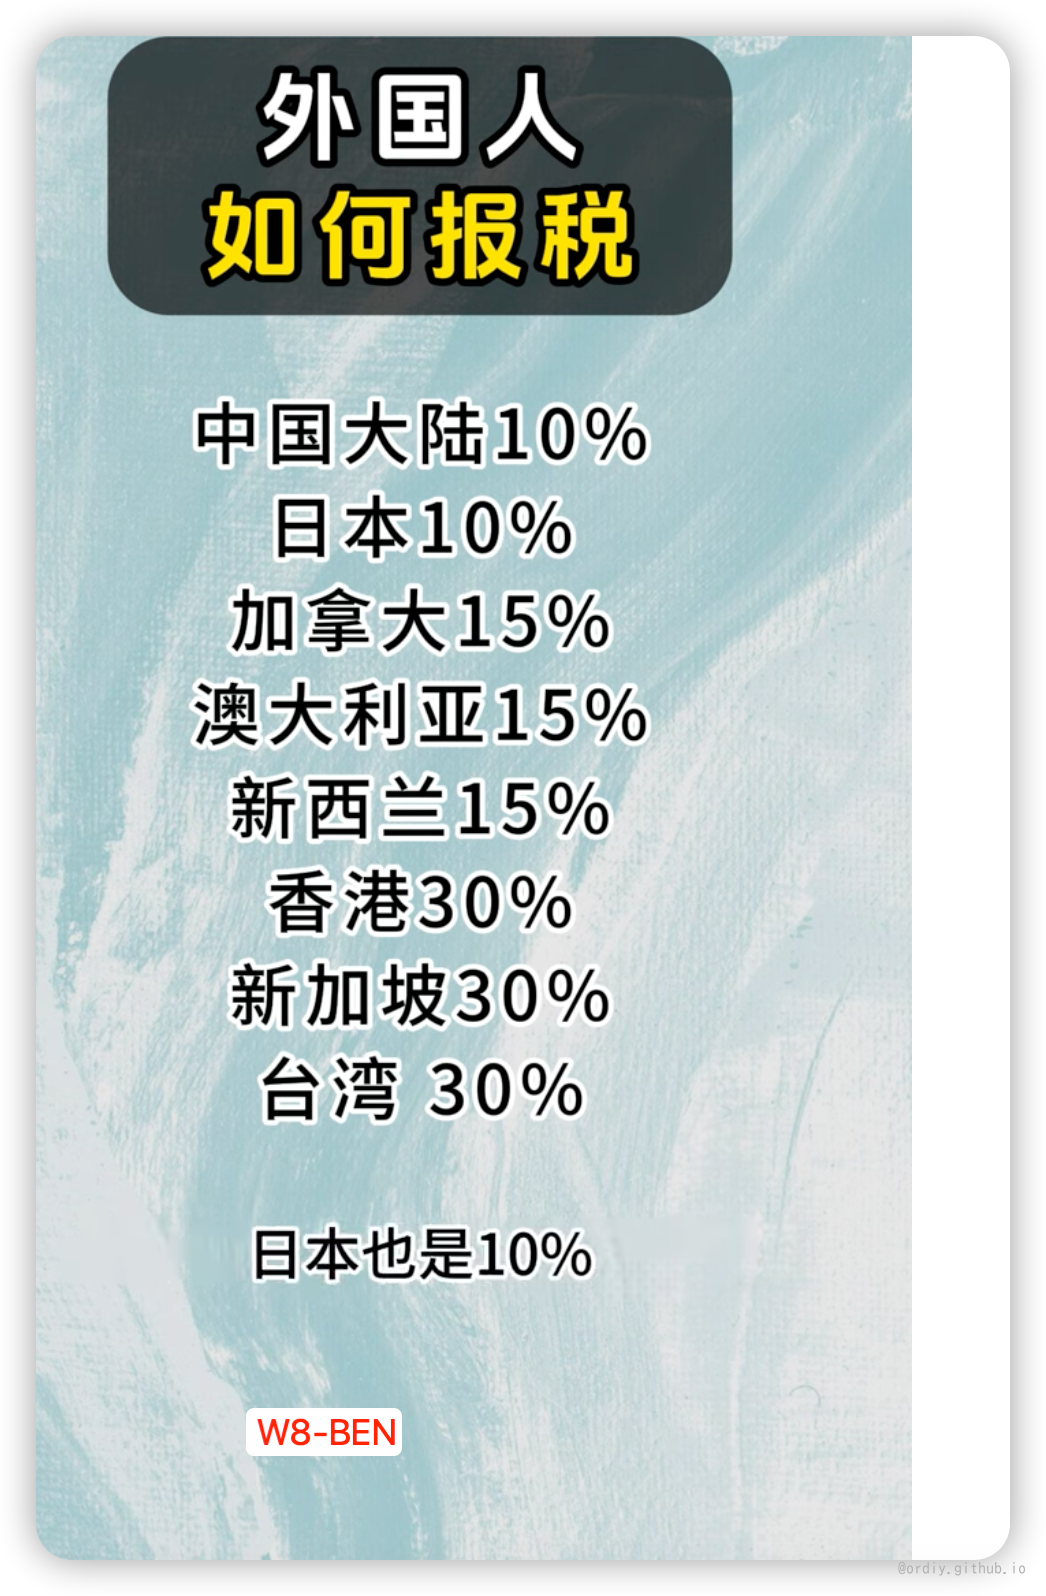 外国人
如何报税
中国大陆10%
日本10%
加拿大15%
澳大利亚15%
新西兰15%
香港30%
新加坡30%
台湾 30%
日本也是10%
W8-BEN
@ordiy.github.io